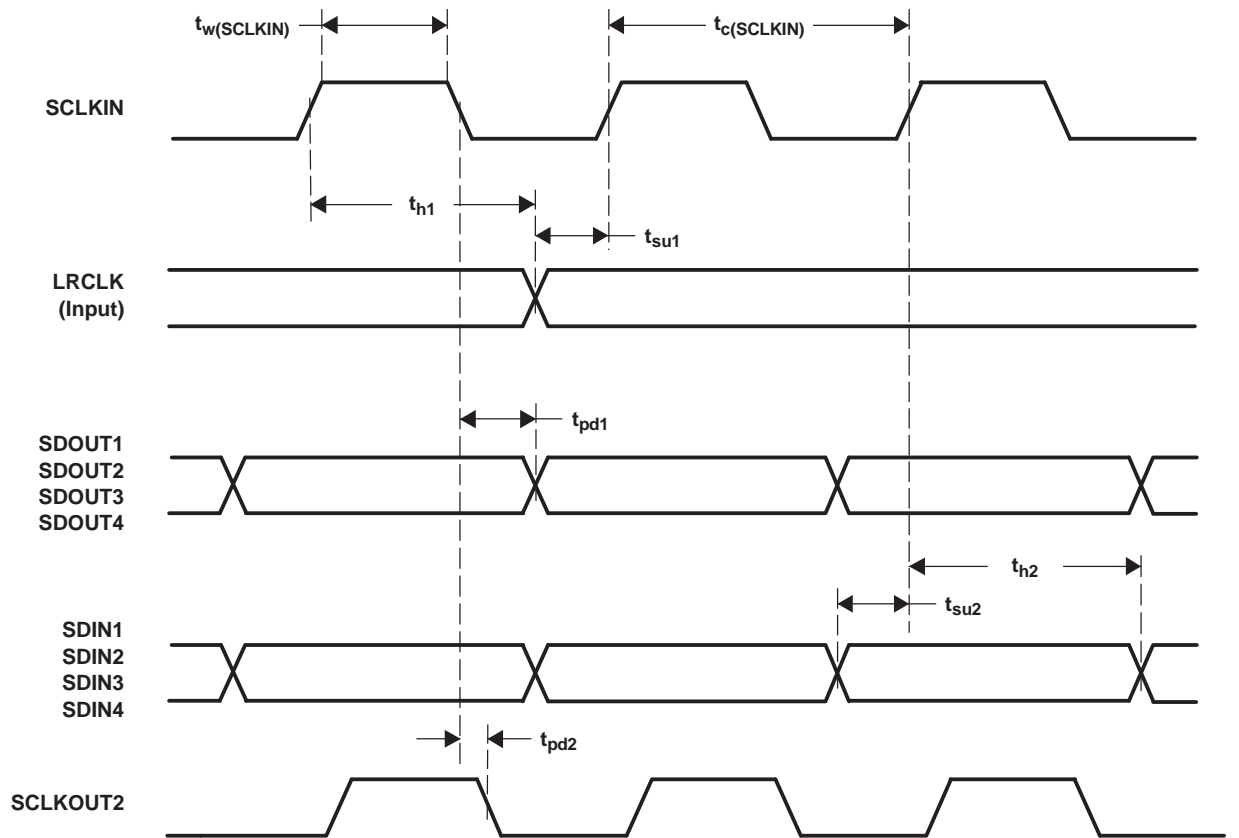 tw(SCLKIN)
tc(SCLKIN)
SCLKIN
th1
tsu1
LRCLK
(Input)
tpd1
SDOUT1
SDOUT2
SDOUT3
SDOUT4
th2
tsu2
SDIN1
SDIN2
SDIN3
SDIN4
tpd2
SCLKOUT2